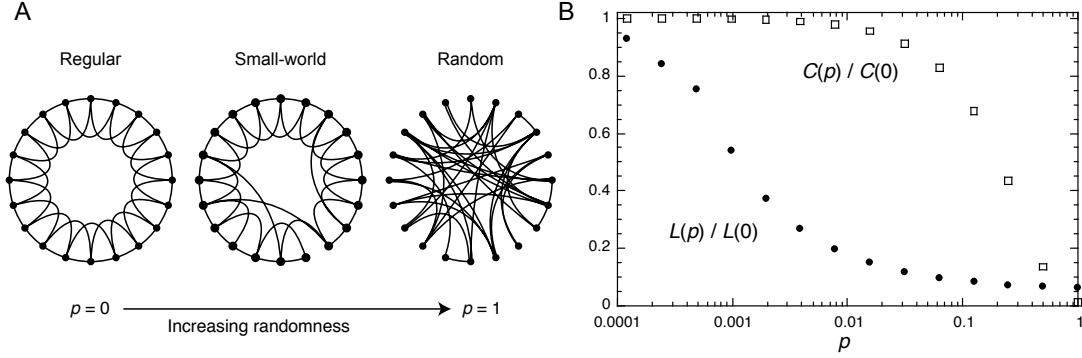 A
Regular Small-world Random
p = 0 p = 1
Increasing randomness
B
1
0.8
0.6
0.4
0.2
0
C(p) / C(0)
L(p) / L(0)
0.0001 0.001 0.01 0.1 1
p